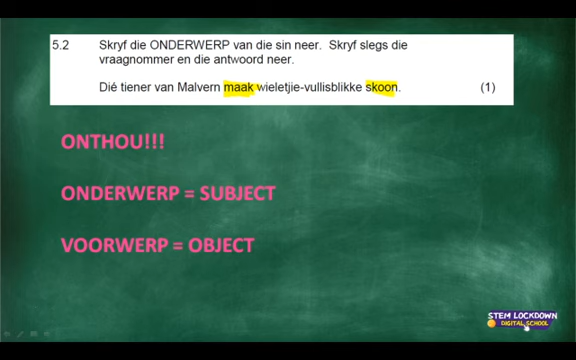 5.2 Skryf die ONDERWERP van die sin neer. Skryf slegs die
vraagnommer en die antwoord neer.
Dié tiener van Malvern maak wieletjie-vullisblikke skoon. (1)
ONTHOU!!!
ONDERWERP = SUBJECT
VOORWERP = OBJECT
STEM LOCKDOWN
DIGITAL SCHOOL